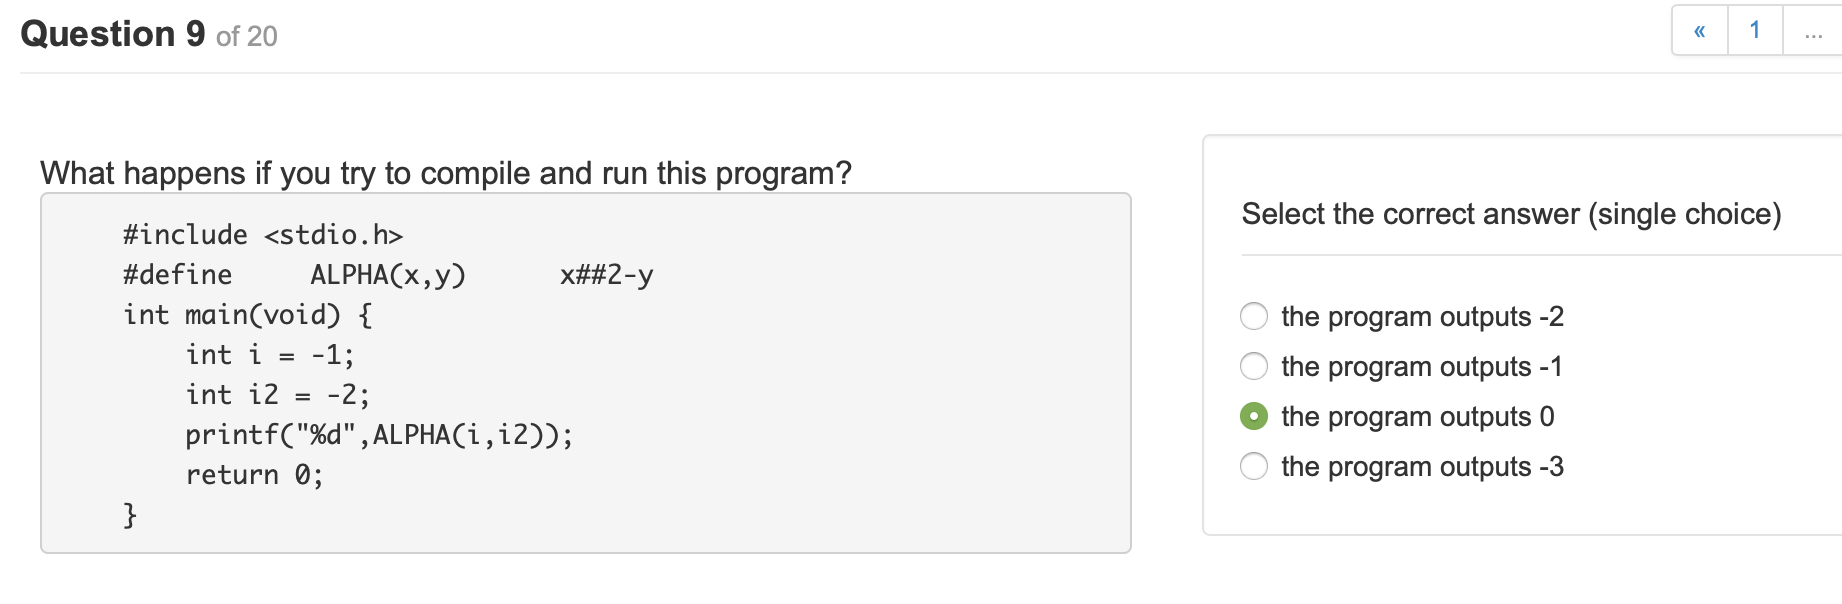 Question 9 of 20
« 1 ...
What happens if you try to compile and run this program?
#include <stdio.h>
#define     ALPHA(x,y)      x##2-y
int main(void) {
    int i = -1;
    int i2 = -2;
    printf("%d",ALPHA(i,i2));
    return 0;
}
Select the correct answer (single choice)
the program outputs -2
the program outputs -1
the program outputs 0
the program outputs -3